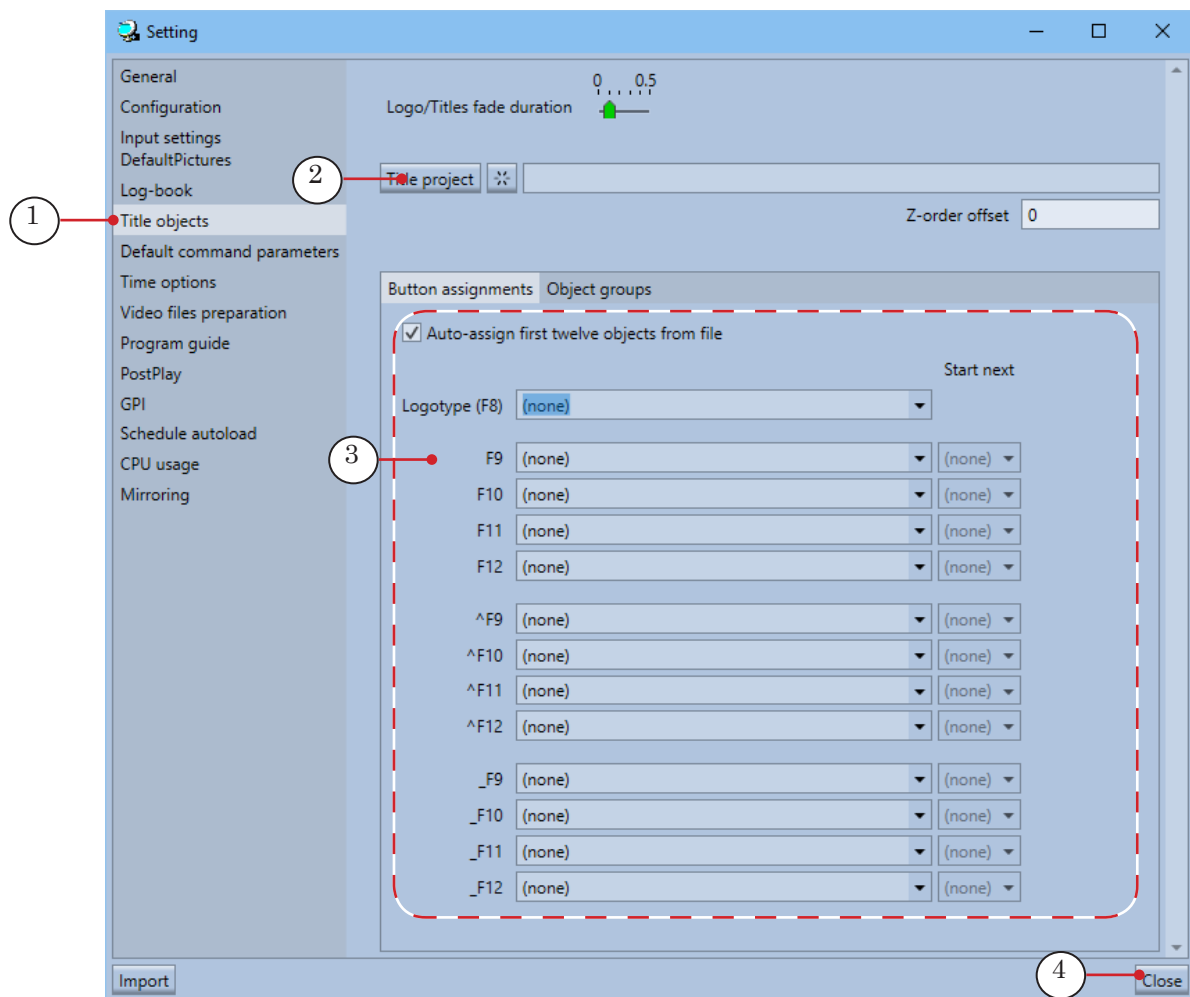 Setting
General
Configuration
Input settings
DefaultPictures
Log-book
1
Title objects
Default command parameters
Time options
Video files preparation
Program guide
PostPlay
GPI
Schedule autoload
CPU usage
Mirroring
0 0.5
Logo/Titles fade duration
2
Title project
Z-order offset 0
Button assignments Object groups
Auto-assign first twelve objects from file
Start next
Logotype (F8) (none)
3
F9 (none) (none)
F10 (none) (none)
F11 (none) (none)
F12 (none) (none)
^F9 (none) (none)
^F10 (none) (none)
^F11 (none) (none)
^F12 (none) (none)
_F9 (none) (none)
_F10 (none) (none)
_F11 (none) (none)
_F12 (none) (none)
Import
4
Close